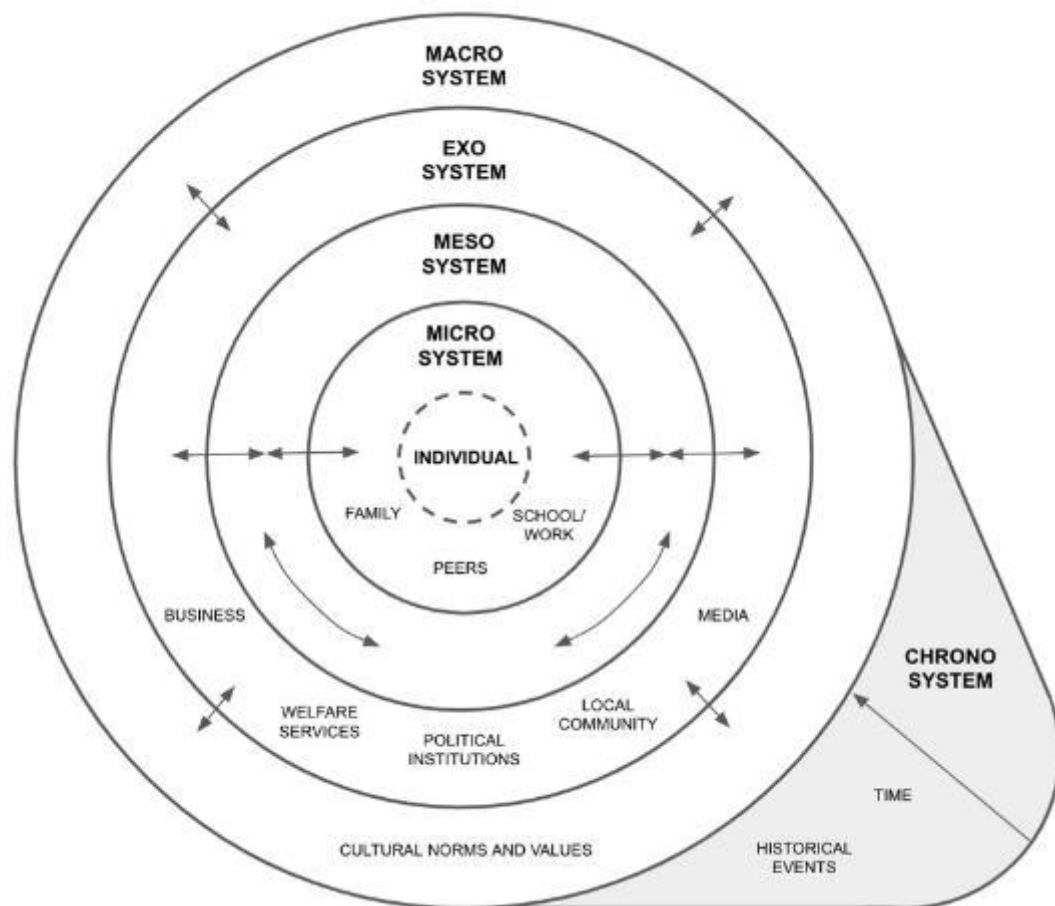 MACRO
SYSTEM
EXO
SYSTEM
MESO
SYSTEM
MICRO
SYSTEM
INDIVIDUAL
FAMILY
SCHOOL/
WORK
PEERS
BUSINESS
MEDIA
WELFARE
SERVICES
POLITICAL
INSTITUTIONS
LOCAL
COMMUNITY
CULTURAL NORMS AND VALUES
CHRONO
SYSTEM
TIME
HISTORICAL
EVENTS